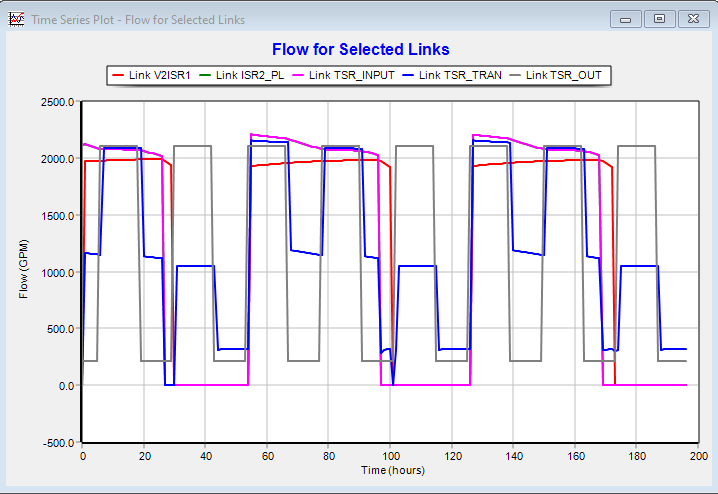 Time Series Plot - Flow for Selected Links
Flow for Selected Links
Link V2ISR1 Link ISR2_PL Link TSR_INPUT Link TSR_TRAN Link TSR_OUT
2500.0
2000.0
1500.0
1000.0
500.0
0.0
-500.0
Flow (GPM)
0 20 40 60 80 100 120 140 160 180 200
Time (hours)